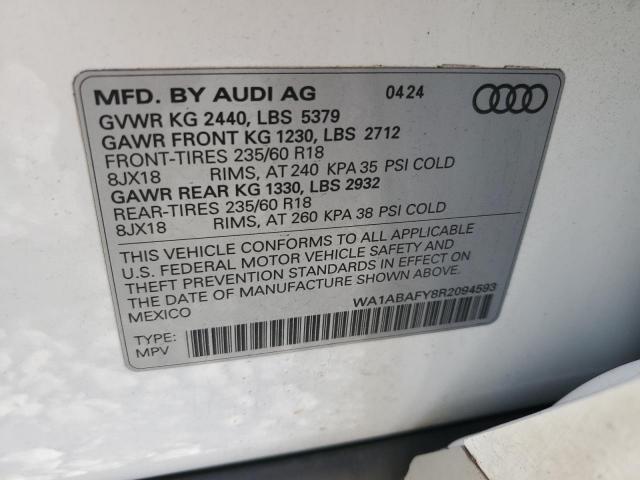 MFD. BY AUDI AG 04 24
GVWR KG 2440, LBS 5379
GAWR FRONT KG 1230, LBS 2712
FRONT-TIRES 235/60 R18
8JX18 RIMS, AT 240 KPA 35 PSI COLD
GAWR REAR KG 1330, LBS 2932
REAR-TIRES 235/60 R18
8JX18 RIMS, AT 260 KPA 38 PSI COLD
THIS VEHICLE CONFORMS TO ALL APPLICABLE
U.S. FEDERAL MOTOR VEHICLE SAFETY AND
THEFT PREVENTION STANDARDS IN EFFECT ON
THE DATE OF MANUFACTURE SHOWN ABOVE.
MEXICO WA1ABAFY8R2094593
TYPE:
MPV